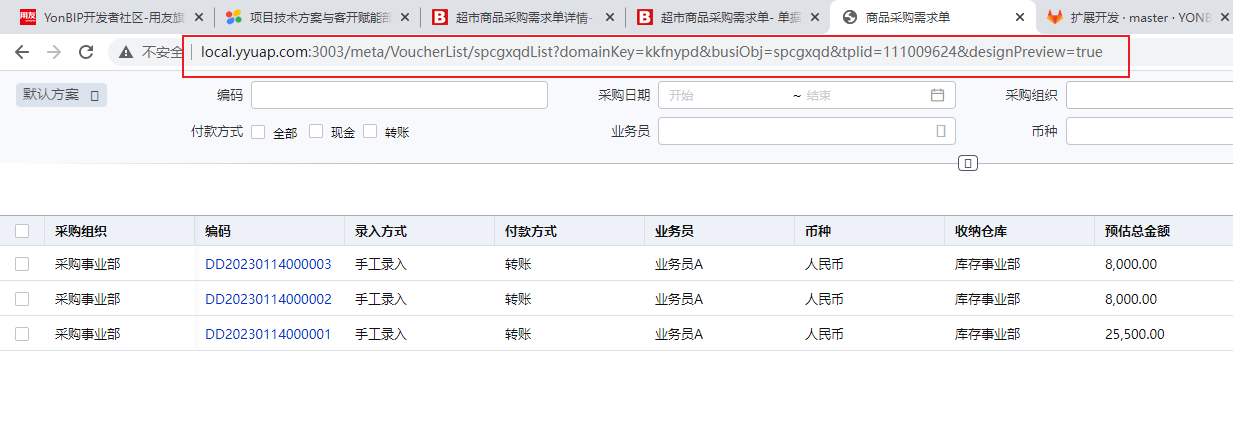 YonBIP开发者社区-用友旗
项目技术方案与客开赋能部
超市商品采购需求单详情-
超市商品采购需求单- 单据
商品采购需求单
扩展开发 · master · YONB
不安全 | local.yyuap.com:3003/meta/VoucherList/spcgxqdList?domainKey=kkfnypd&busiObj=spcgxqd&tplid=111009624&designPreview=true
默认方案 编码 采购日期 开始 ~ 结束 采购组织
付款方式 全部 现金 转账 业务员 币种
采购组织 编码 录入方式 付款方式 业务员 币种 收纳仓库 预估总金额
采购事业部 DD20230114000003 手工录入 转账 业务员A 人民币 库存事业部 8,000.00
采购事业部 DD20230114000002 手工录入 转账 业务员A 人民币 库存事业部 8,000.00
采购事业部 DD20230114000001 手工录入 转账 业务员A 人民币 库存事业部 25,500.00